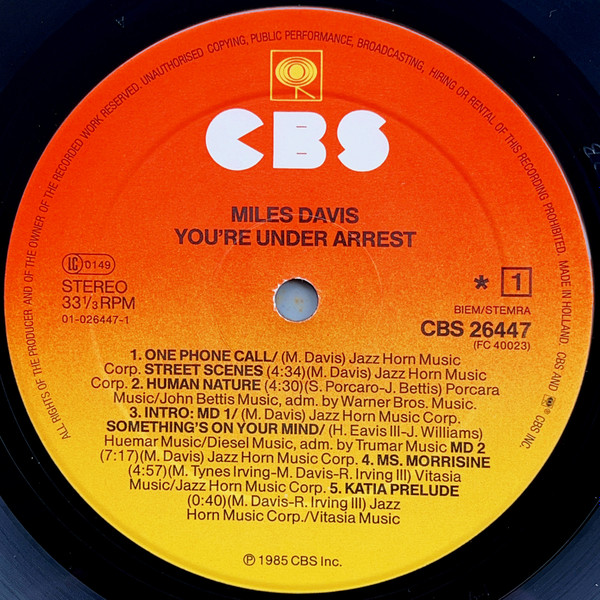 ALL RIGHTS OF THE PRODUCER AND OF THE OWNER OF THE RECORDED WORK RESERVED. UNAUTHORISED COPYING, PUBLIC PERFORMANCE, BROADCASTING, HIRING OR RENTAL OF THIS RECORDING PROHIBITED. MADE IN HOLLAND. CBS AND ® CBS INC.
CBS
MILES DAVIS
YOU'RE UNDER ARREST
LC 0149
STEREO
33 1/3 RPM
01-026447-1
* 1
BIEM/STEMRA
CBS 26447
(FC 40023)
1. ONE PHONE CALL/ (M. Davis) Jazz Horn Music
Corp. STREET SCENES (4:34)(M. Davis) Jazz Horn Music
Corp. 2. HUMAN NATURE (4:30)(S. Porcaro-J. Bettis) Porcara
Music/John Bettis Music, adm. by Warner Bros. Music.
3. INTRO: MD 1/ (M. Davis) Jazz Horn Music Corp.
SOMETHING'S ON YOUR MIND/ (H. Eavis III-J. Williams)
Huemar Music/Diesel Music, adm. by Trumar Music MD 2
(7:17)(M. Davis) Jazz Horn Music Corp. 4. MS. MORRISINE
(4:57)(M. Tynes Irving-M. Davis-R. Irving III) Vitasia
Music/Jazz Horn Music Corp. 5. KATIA PRELUDE
(0:40)(M. Davis-R. Irving III) Jazz
Horn Music Corp./Vitasia Music
℗ 1985 CBS Inc.